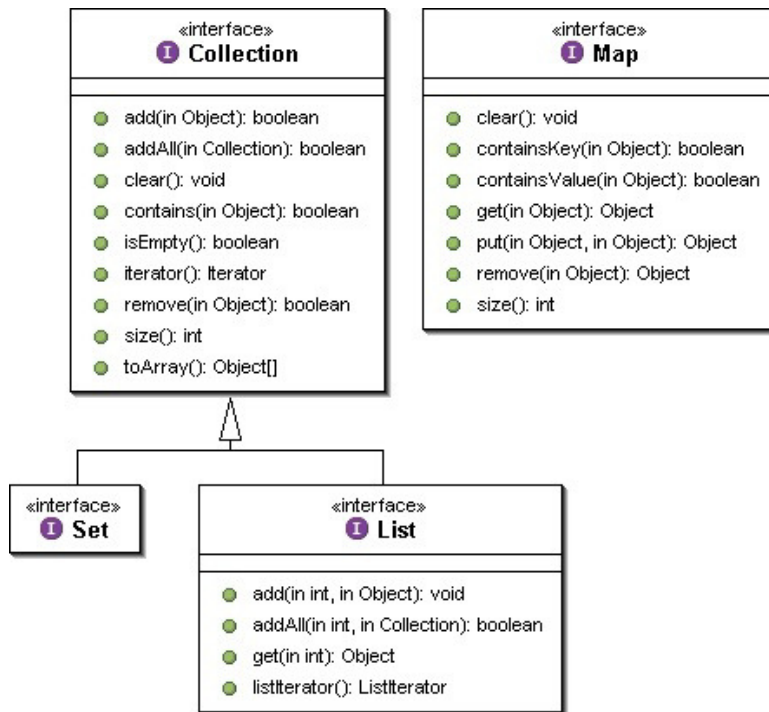 «interface»
I Collection
add(in Object): boolean
addAll(in Collection): boolean
clear(): void
contains(in Object): boolean
isEmpty(): boolean
iterator(): Iterator
remove(in Object): boolean
size(): int
toArray(): Object[]
«interface»
I Map
clear(): void
containsKey(in Object): boolean
containsValue(in Object): boolean
get(in Object): Object
put(in Object, in Object): Object
remove(in Object): Object
size(): int
«interface»
I Set
«interface»
I List
add(in int, in Object): void
addAll(in int, in Collection): boolean
get(in int): Object
listIterator(): ListIterator